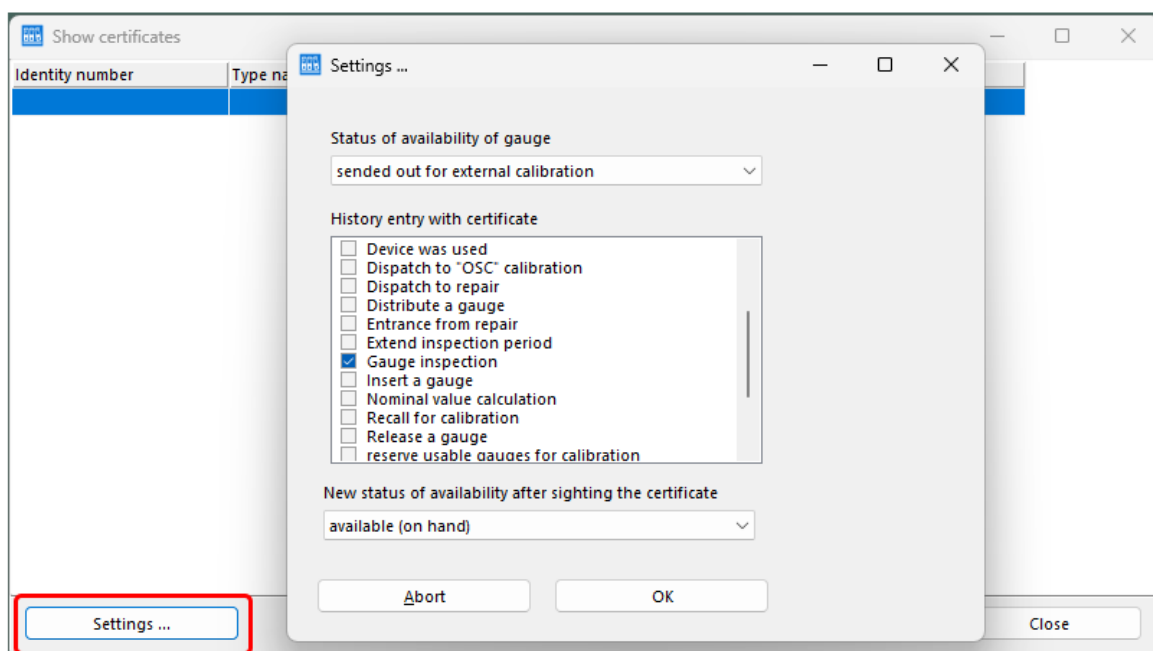 Show certificates
Identity number
Type na
Settings ...
Status of availability of gauge
sended out for external calibration
History entry with certificate
Device was used
Dispatch to "OSC" calibration
Dispatch to repair
Distribute a gauge
Entrance from repair
Extend inspection period
Gauge inspection
Insert a gauge
Nominal value calculation
Recall for calibration
Release a gauge
reserve usable gauges for calibration
New status of availability after sighting the certificate
available (on hand)
Abort
OK
Settings ...
Close